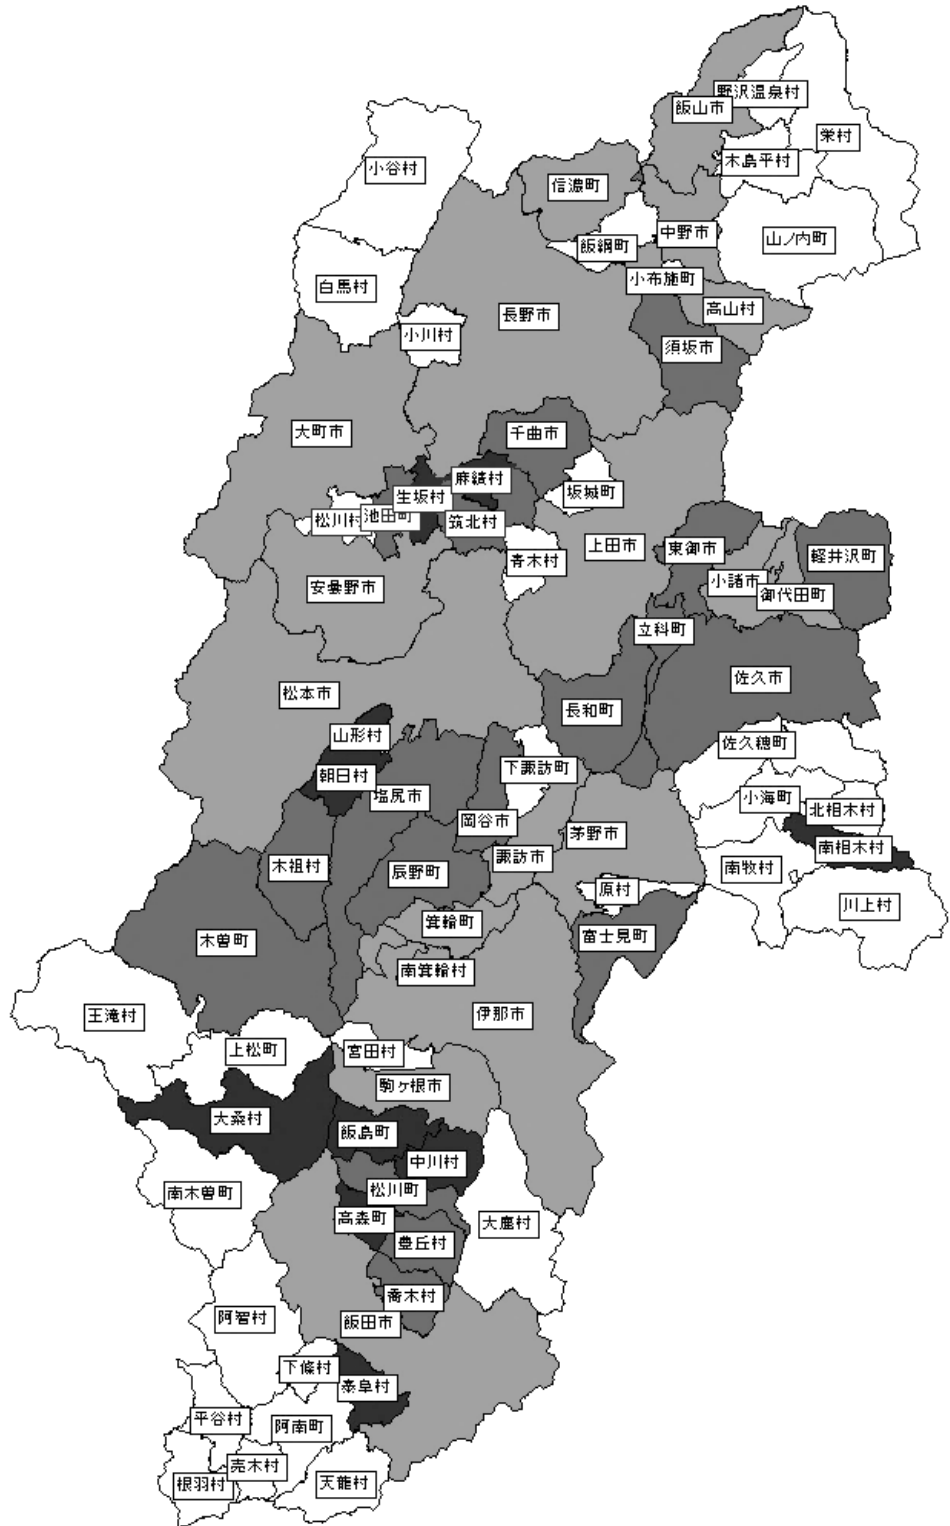 野沢温泉村
飯山市
栄村
木島平村
小谷村
信濃町
中野市
山ノ内町
飯綱町
小布施町
白馬村
高山村
長野市
小川村
須坂市
大町市
千曲市
麻績村
坂城町
生坂村
松川村
池田町
筑北村
上田市
東御市
軽井沢町
青木村
小諸市
安曇野市
御代田町
立科町
佐久市
松本市
長和町
山形村
佐久穂町
下諏訪町
朝日村
塩尻市
小海町
北相木村
岡谷市
茅野市
南相木村
諏訪市
木祖村
辰野町
南牧村
原村
川上村
箕輪町
木曽町
富士見町
南箕輪村
王滝村
伊那市
上松町
宮田村
駒ヶ根市
大桑村
飯島町
中川村
南木曽町
松川町
高森町
大鹿村
豊丘村
喬木村
阿智村
飯田市
下條村
泰阜村
平谷村
阿南町
売木村
根羽村
天龍村